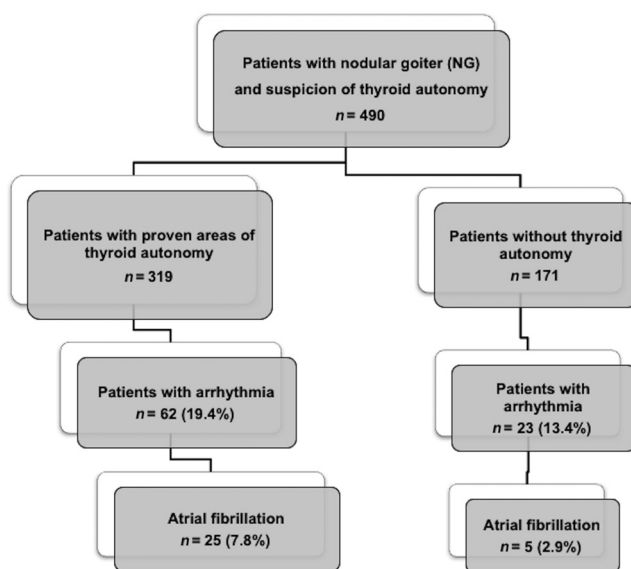 Patients with nodular goiter (NG)
and suspicion of thyroid autonomy
n = 490
Patients with proven areas of
thyroid autonomy
n = 319
Patients without thyroid
autonomy
n = 171
Patients with arrhythmia
n = 62 (19.4%)
Patients with
arrhythmia
n = 23 (13.4%)
Atrial fibrillation
n = 25 (7.8%)
Atrial fibrillation
n = 5 (2.9%)